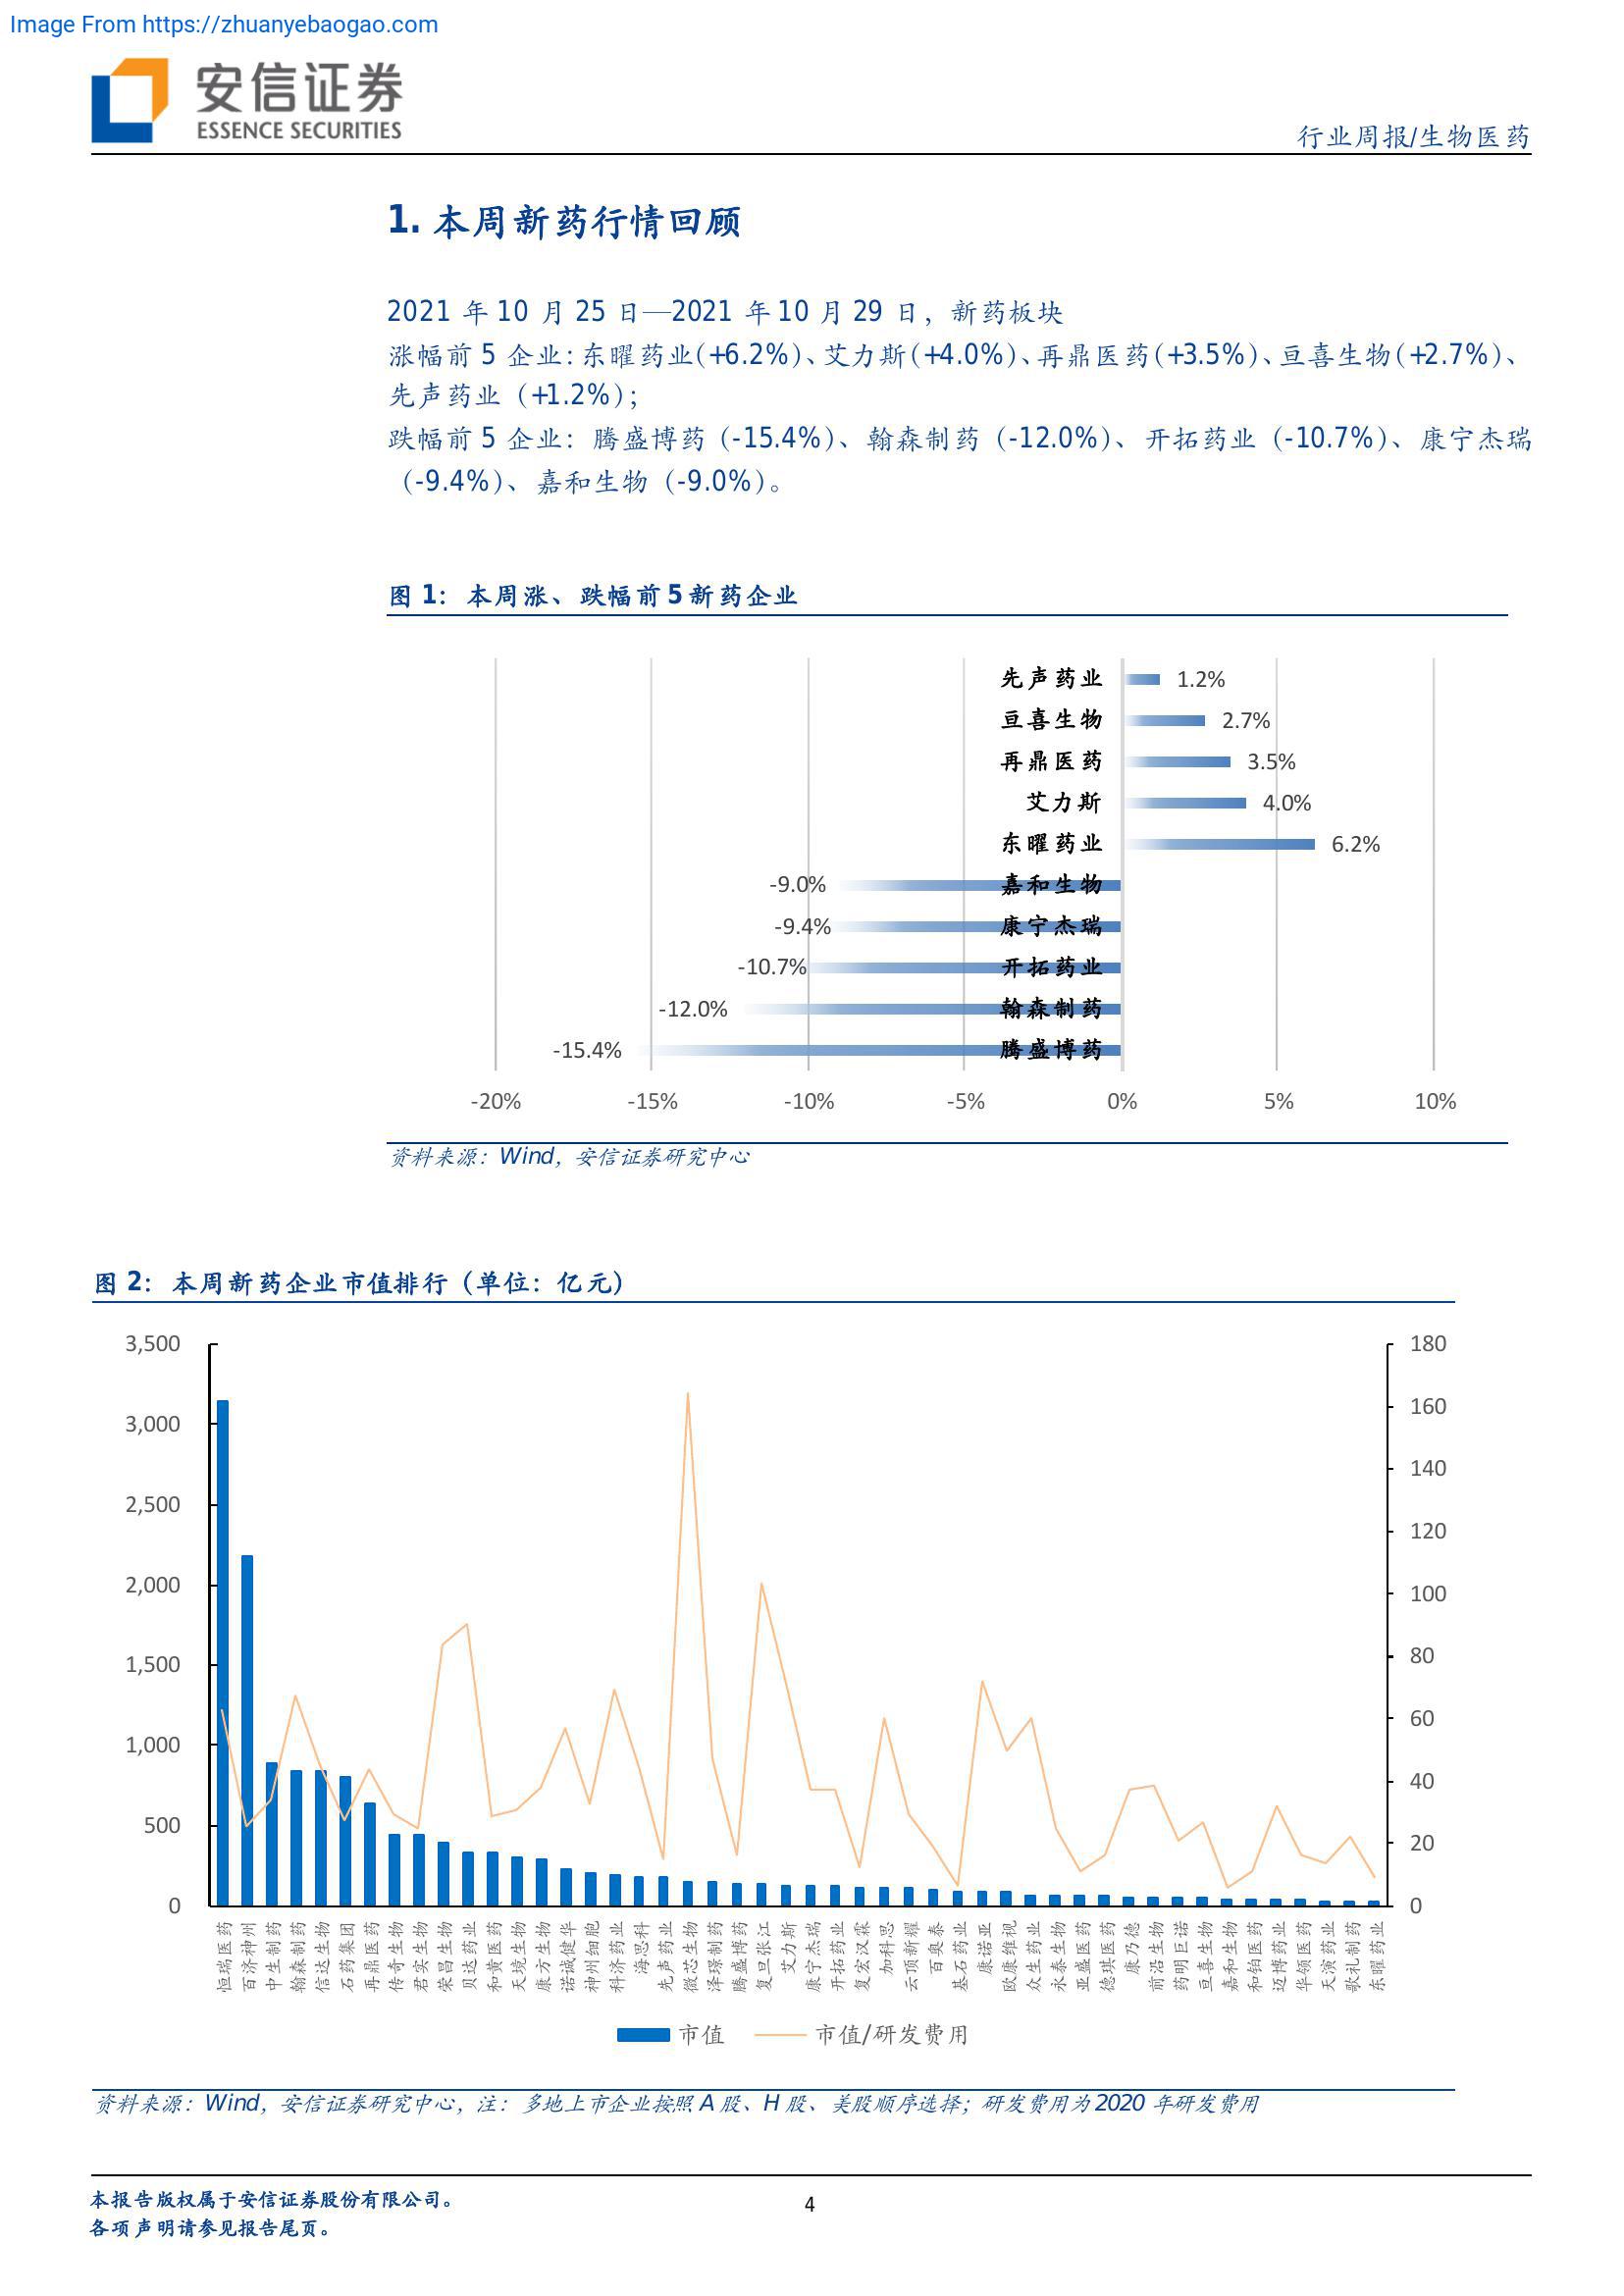 Image From https://zhuanyebaogao.com
安信证券
ESSENCE SECURITIES
行业周报/生物医药
1. 本周新药行情回顾
2021 年 10 月 25 日—2021 年 10 月 29 日，新药板块
涨幅前 5 企业：东曜药业(+6.2%)、艾力斯(+4.0%)、再鼎医药(+3.5%)、亘喜生物(+2.7%)、
先声药业（+1.2%）；
跌幅前 5 企业：腾盛博药（-15.4%）、翰森制药（-12.0%）、开拓药业（-10.7%）、康宁杰瑞
（-9.4%）、嘉和生物（-9.0%）。
图 1：本周涨、跌幅前 5 新药企业
先声药业 1.2%
亘喜生物 2.7%
再鼎医药 3.5%
艾力斯 4.0%
东曜药业 6.2%
-9.0% 嘉和生物
-9.4% 康宁杰瑞
-10.7% 开拓药业
-12.0% 翰森制药
-15.4% 腾盛博药
-20% -15% -10% -5% 0% 5% 10%
资料来源：Wind，安信证券研究中心
图 2：本周新药企业市值排行（单位：亿元）
3,500
3,000
2,500
2,000
1,500
1,000
500
0
180
160
140
120
100
80
60
40
20
0
恒瑞医药
百济神州
中生制药
翰森制药
信达生物
石药集团
再鼎医药
传奇生物
君实生物
荣昌生物
贝达药业
和黄医药
天境生物
康方生物
诺诚健华
神州细胞
科济药业
海思科
先声药业
微芯生物
泽璟制药
腾盛博药
复旦张江
艾力斯
康宁杰瑞
开拓药业
复宏汉霖
加科思
云顶新耀
百奥泰
基石药业
康诺亚
欧康维视
众生药业
永泰生物
亚盛医药
德琪医药
康乃德
前沿生物
药明巨诺
亘喜生物
嘉和生物
和铂医药
迈博药业
华领医药
天演药业
歌礼制药
东曜药业
市值 市值/研发费用
资料来源：Wind，安信证券研究中心，注：多地上市企业按照 A 股、H 股、美股顺序选择；研发费用为 2020 年研发费用
本报告版权属于安信证券股份有限公司。
各项声明请参见报告尾页。
4